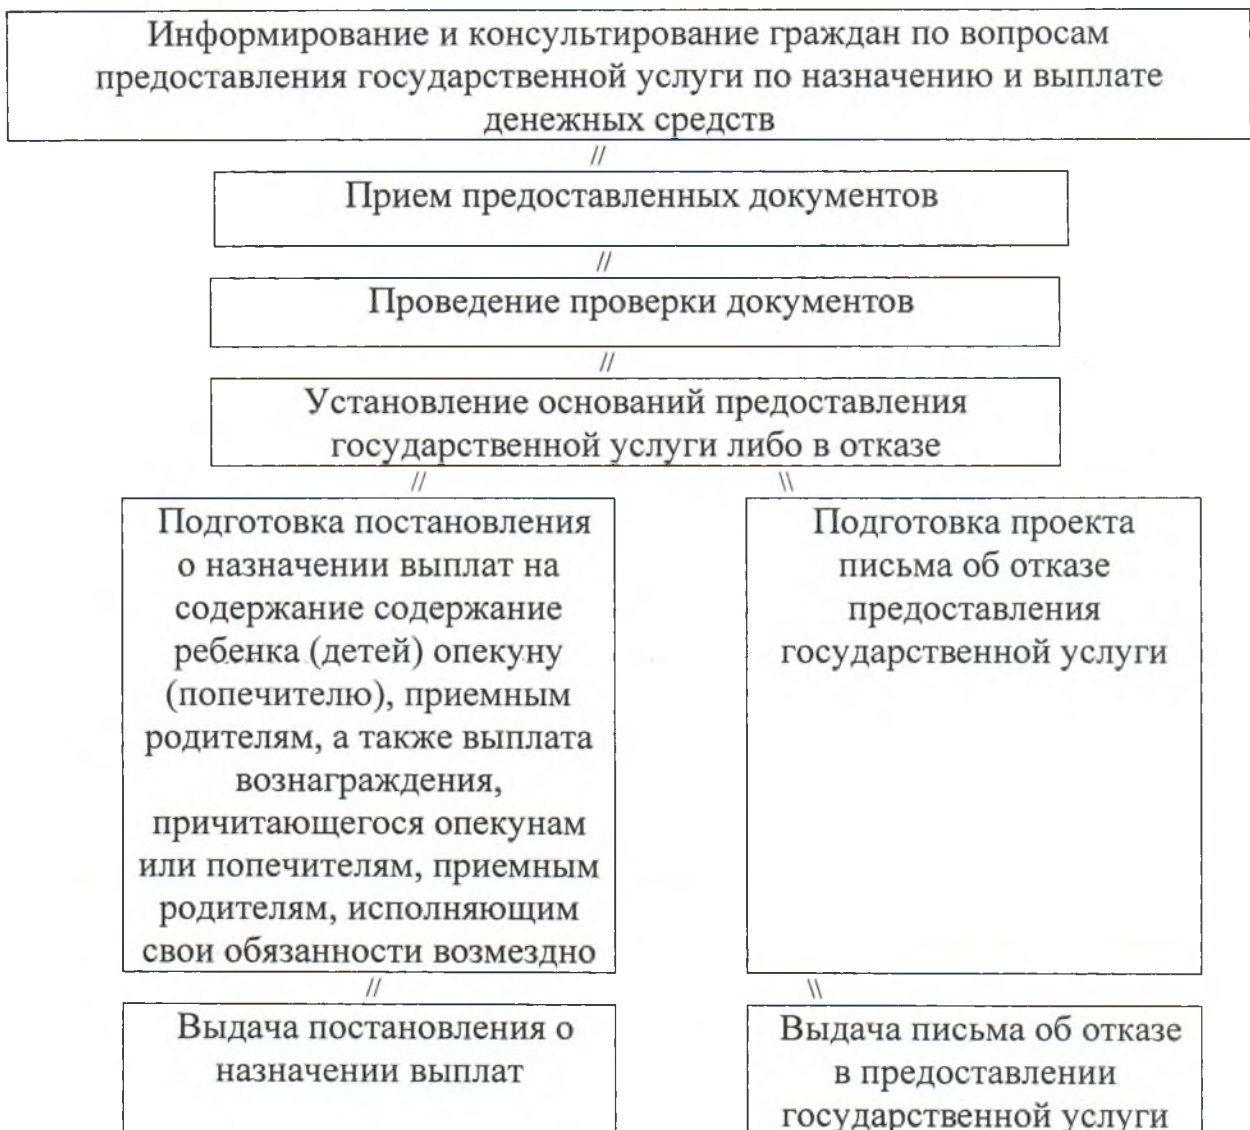 Информирование и консультирование граждан по вопросам
предоставления государственной услуги по назначению и выплате
денежных средств
//
Прием предоставленных документов
//
Проведение проверки документов
//
Установление оснований предоставления
государственной услуги либо в отказе
// \\
Подготовка постановления
о назначении выплат на
содержание содержание
ребенка (детей) опекуну
(попечителю), приемным
родителям, а также выплата
вознаграждения,
причитающегося опекунам
или попечителям, приемным
родителям, исполняющим
свои обязанности возмездно
Подготовка проекта
письма об отказе
предоставления
государственной услуги
// \\
Выдача постановления о
назначении выплат
Выдача письма об отказе
в предоставлении
государственной услуги